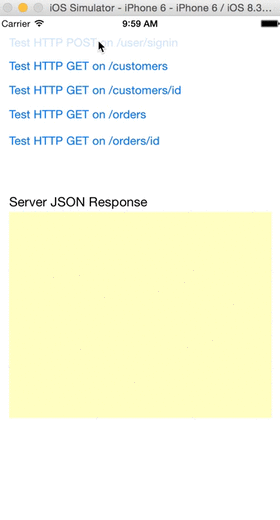 iOS Simulator - iPhone 6 - iPhone 6 / iOS 8.3
Carrier 9:59 AM
Test HTTP POST on /user/signin
Test HTTP GET on /customers
Test HTTP GET on /customers/id
Test HTTP GET on /orders
Test HTTP GET on /orders/id
Server JSON Response